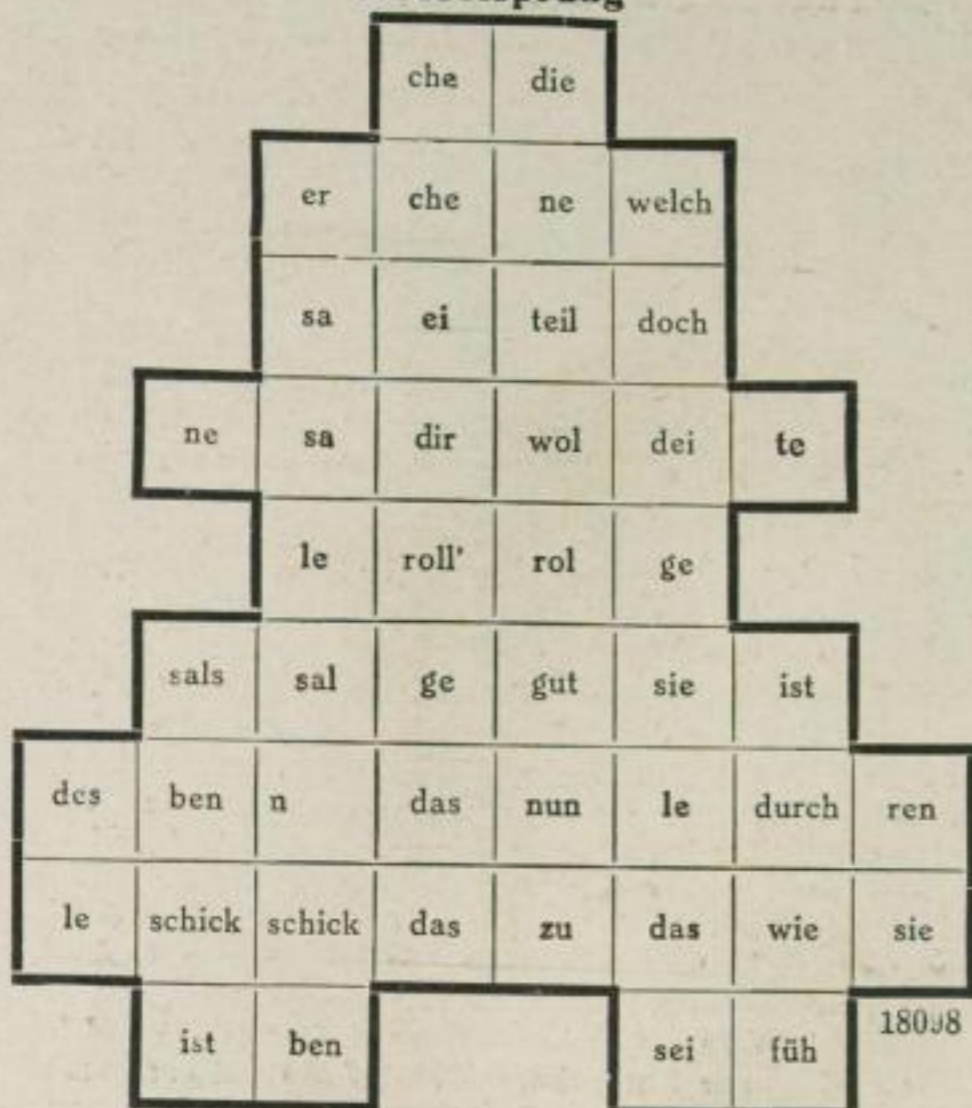 che die
er che ne welch
sa ei teil doch
ne sa dir wol dei te
le roll' rol ge
sals sal ge gut sie ist
des ben n das nun le durch ren
le schick schick das zu das wie sie
ist ben sei füh